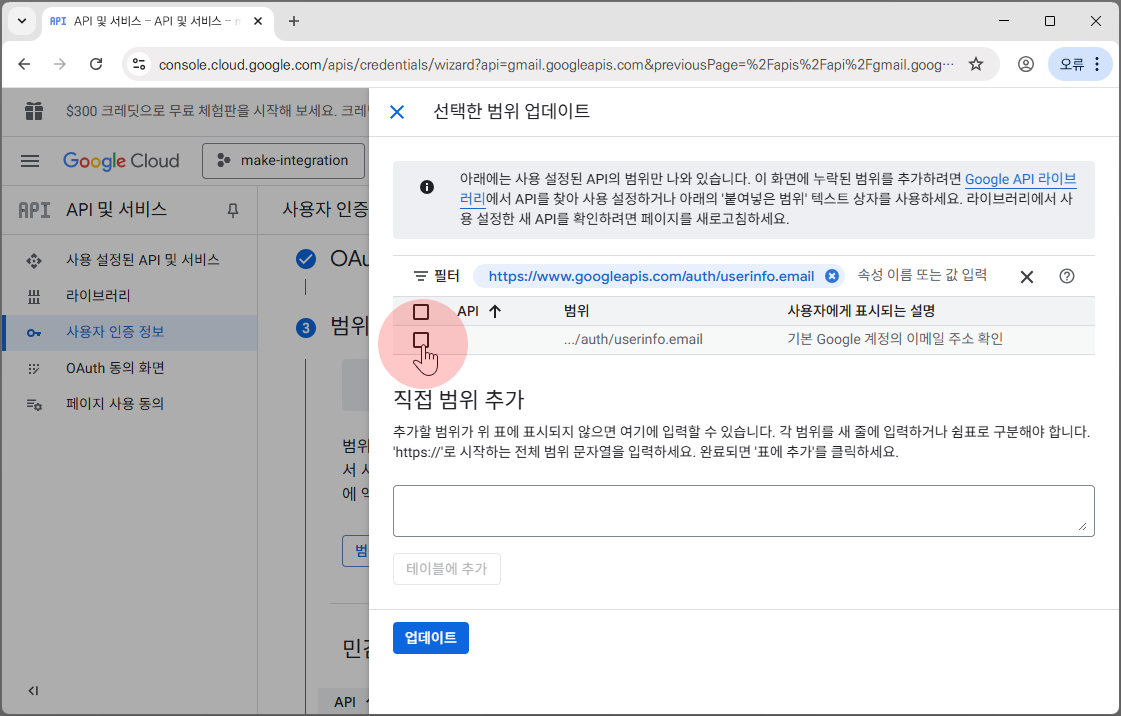 API API 및 서비스 – API 및 서비스 –
console.cloud.google.com/apis/credentials/wizard?api=gmail.googleapis.com&previousPage=%2Fapis%2Fapi%2Fgmail.goog…
오류
$300 크레딧으로 무료 체험판을 시작해 보세요.
선택한 범위 업데이트
Google Cloud
make-integration
API API 및 서비스
사용자 인증
사용 설정된 API 및 서비스
라이브러리
사용자 인증 정보
OAuth 동의 화면
페이지 사용 동의
3 범위
아래에는 사용 설정된 API의 범위만 나와 있습니다. 이 화면에 누락된 범위를 추가하려면 Google API 라이브
러리에서 API를 찾아 사용 설정하거나 아래의 '붙여넣은 범위' 텍스트 상자를 사용하세요. 라이브러리에서 사
용 설정한 새 API를 확인하려면 페이지를 새로고침하세요.
필터 https://www.googleapis.com/auth/userinfo.email 속성 이름 또는 값 입력
API 범위 사용자에게 표시되는 설명
.../auth/userinfo.email 기본 Google 계정의 이메일 주소 확인
직접 범위 추가
추가할 범위가 위 표에 표시되지 않으면 여기에 입력할 수 있습니다. 각 범위를 새 줄에 입력하거나 쉼표로 구분해야 합니다.
'https://'로 시작하는 전체 범위 문자열을 입력하세요. 완료되면 '표에 추가'를 클릭하세요.
테이블에 추가
업데이트
API